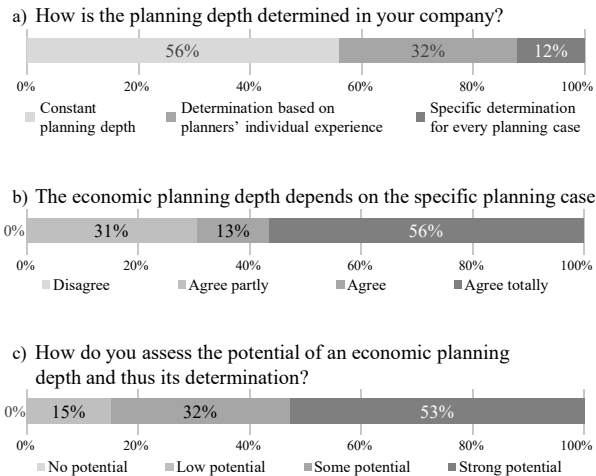 a) How is the planning depth determined in your company?
56% 32% 12%
0% 20% 40% 60% 80% 100%
Constant planning depth
Determination based on planners' individual experience
Specific determination for every planning case
b) The economic planning depth depends on the specific planning case
0% 31% 13% 56%
0% 20% 40% 60% 80% 100%
Disagree Agree partly Agree Agree totally
c) How do you assess the potential of an economic planning
depth and thus its determination?
0% 15% 32% 53%
0% 20% 40% 60% 80% 100%
No potential Low potential Some potential Strong potential